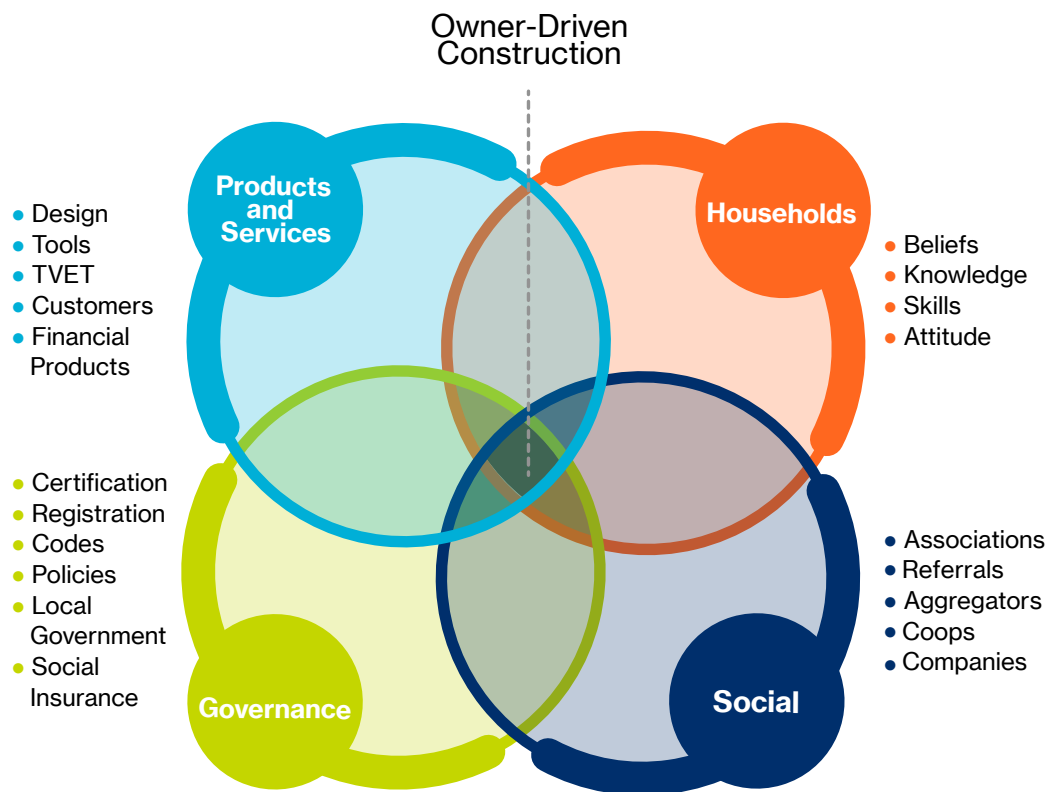 Owner-Driven
Construction
Products
and
Services
Design
Tools
TVET
Customers
Financial
Products
Households
Beliefs
Knowledge
Skills
Attitude
Certification
Registration
Codes
Policies
Local
Government
Social
Insurance
Governance
Social
Associations
Referrals
Aggregators
Coops
Companies